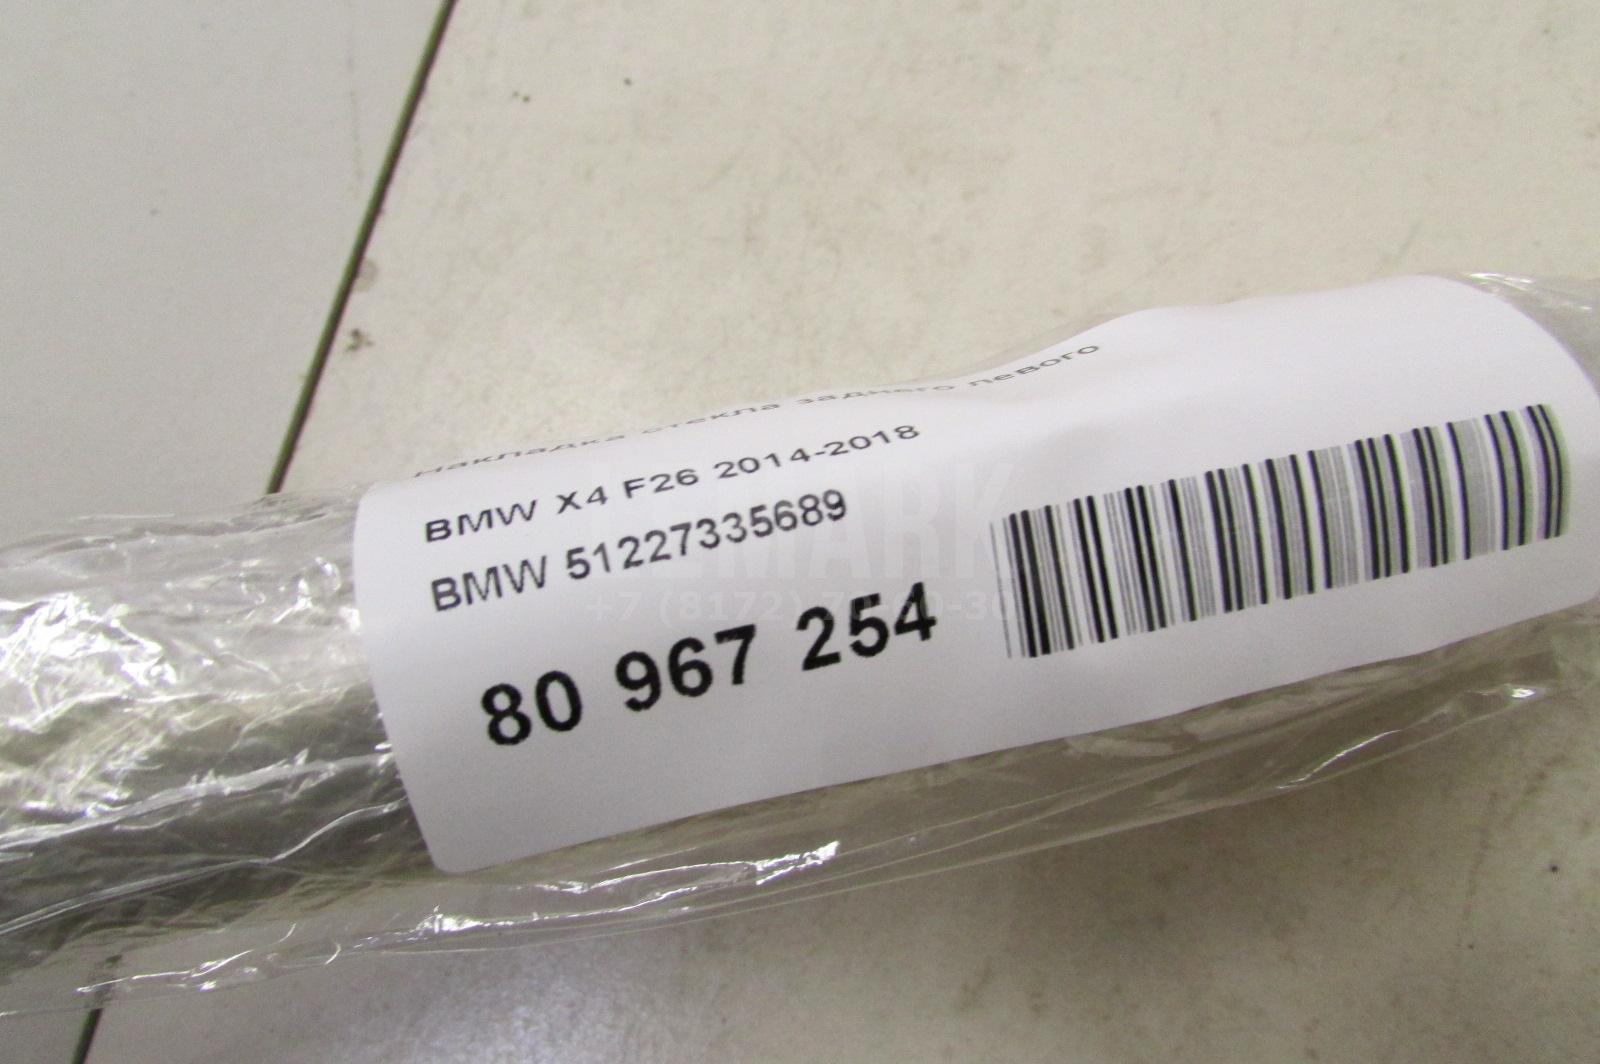 Накладка стекла заднего левого
BMW X4 F26 2014-2018
BMW 51227335689
80 967 254